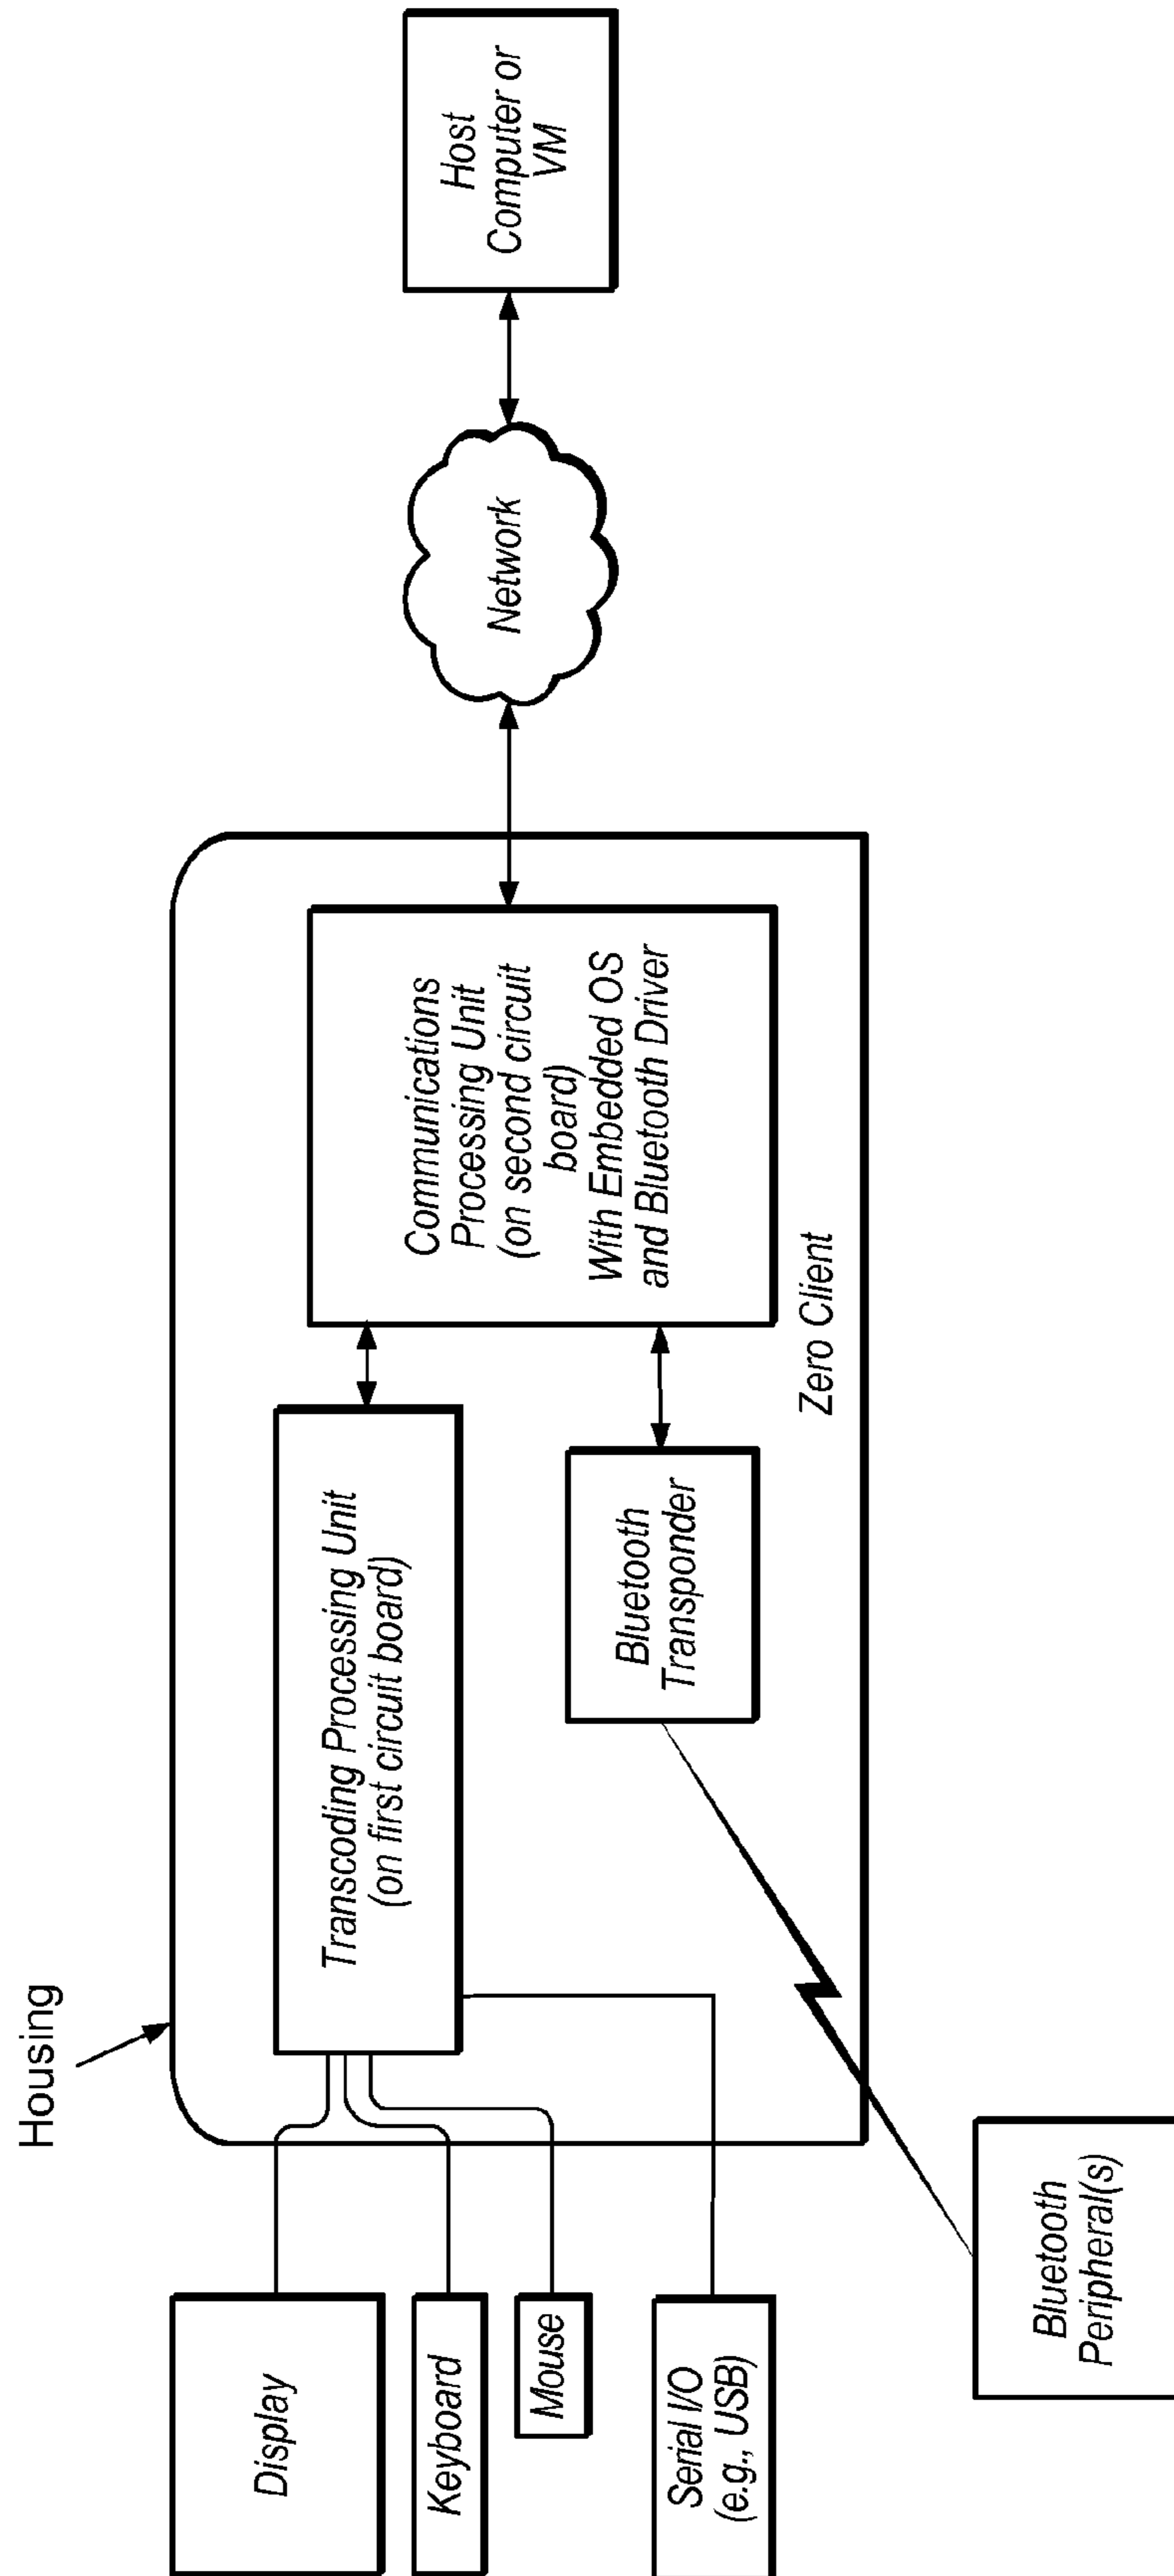 Housing
Display
Keyboard
Mouse
Serial I/O
(e.g., USB)
Transcoding Processing Unit
(on first circuit board)
Bluetooth
Transponder
Communications
Processing Unit
(on second circuit
board)
With Embedded OS
and Bluetooth Driver
Zero Client
Network
Host
Computer or
VM
Bluetooth
Peripheral(s)